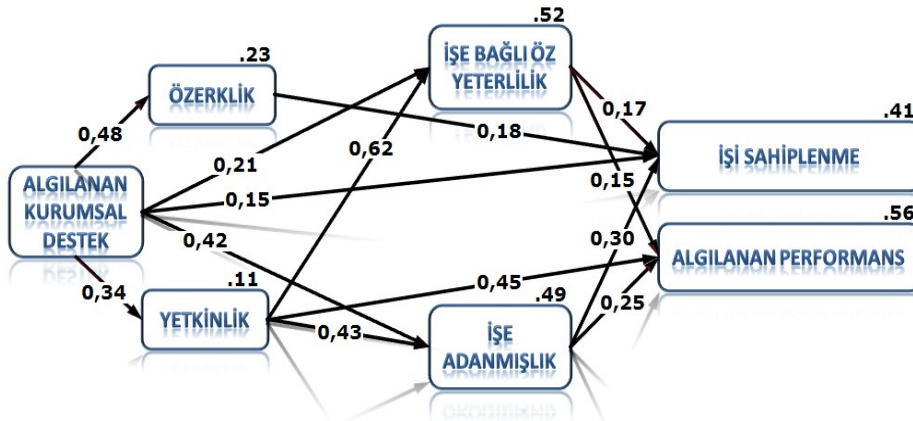 .52
.23
İŞE BAĞLI ÖZ
YETERLİLİK
ÖZERKLİK
.41
0,17
0,48
0,18
0,62
İŞİ SAHİPLENME
0,21
ALGILANAN
KURUMSAL
DESTEK
0,15
0,15
.56
0,42
0,30
ALGILANAN PERFORMANS
.11
0,34
0,45
.49
0,25
YETKİNLİK
0,43
İŞE
ADANMIŞLIK